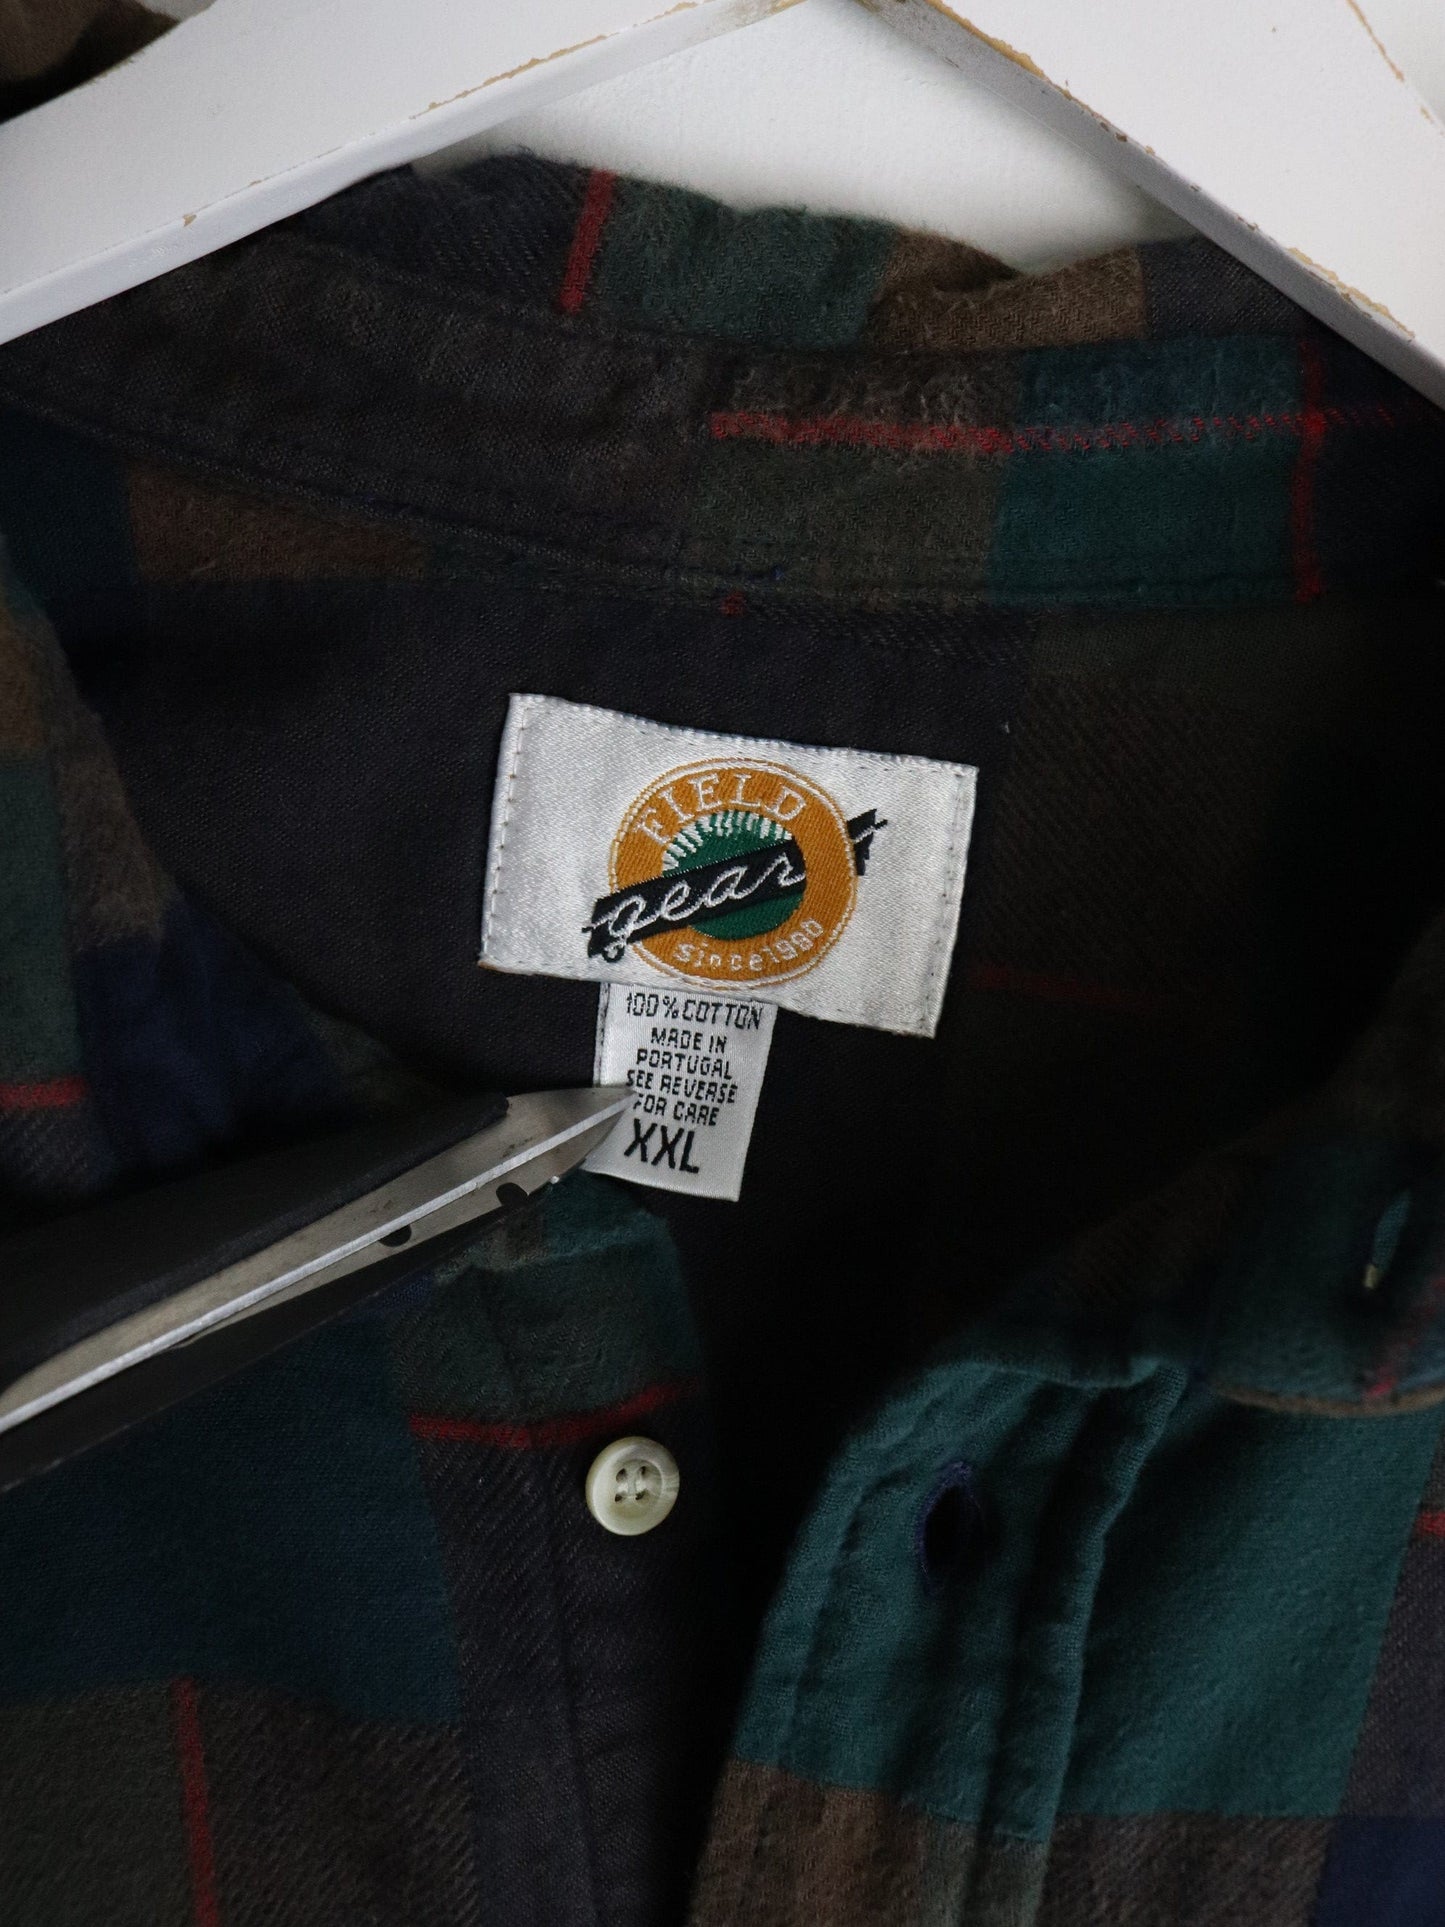 FIELD
gear
Since 1980
100% COTTON
MADE IN
PORTUGAL
SEE REVERSE
FOR CARE
XXL